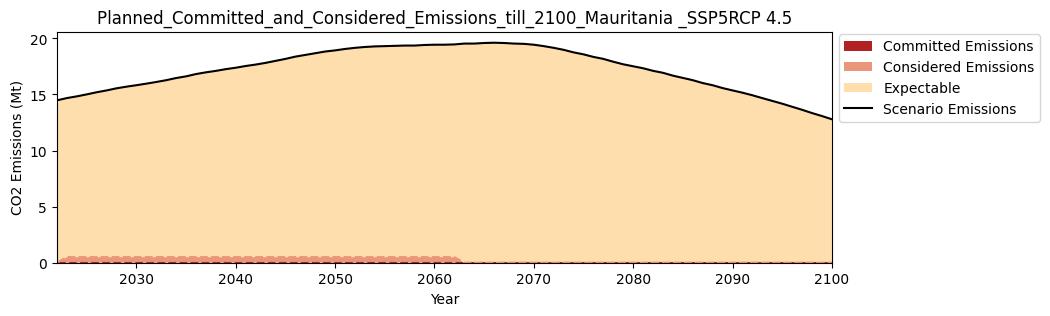 Planned_Committed_and_Considered_Emissions_till_2100_Mauritania _SSP5RCP 4.5
CO2 Emissions (Mt)
20
15
10
5
0
2030 2040 2050 2060 2070 2080 2090 2100
Year
Committed Emissions
Considered Emissions
Expectable
Scenario Emissions